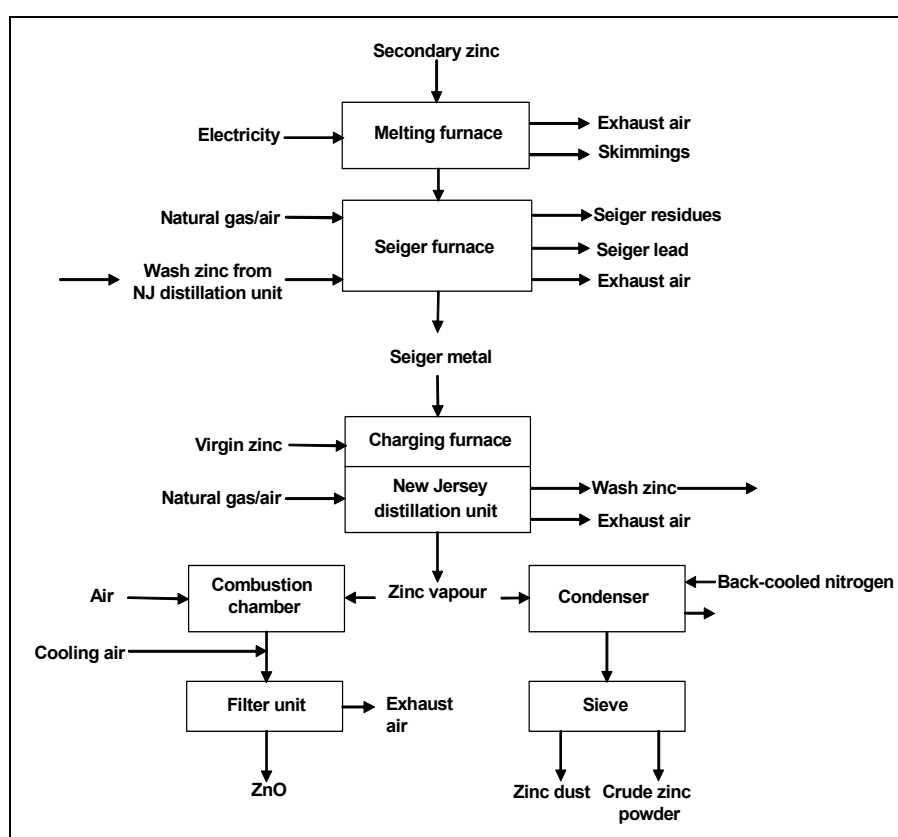 Secondary zinc
Electricity
Melting furnace
Exhaust air
Skimmings
Natural gas/air
Seiger furnace
Seiger residues
Seiger lead
Wash zinc from
NJ distillation unit
Exhaust air
Seiger metal
Virgin zinc
Charging furnace
Natural gas/air
New Jersey
distillation unit
Wash zinc
Exhaust air
Air
Combustion
chamber
Zinc vapour
Condenser
Back-cooled nitrogen
Cooling air
Filter unit
Exhaust
air
Sieve
ZnO
Zinc dust
Crude zinc
powder